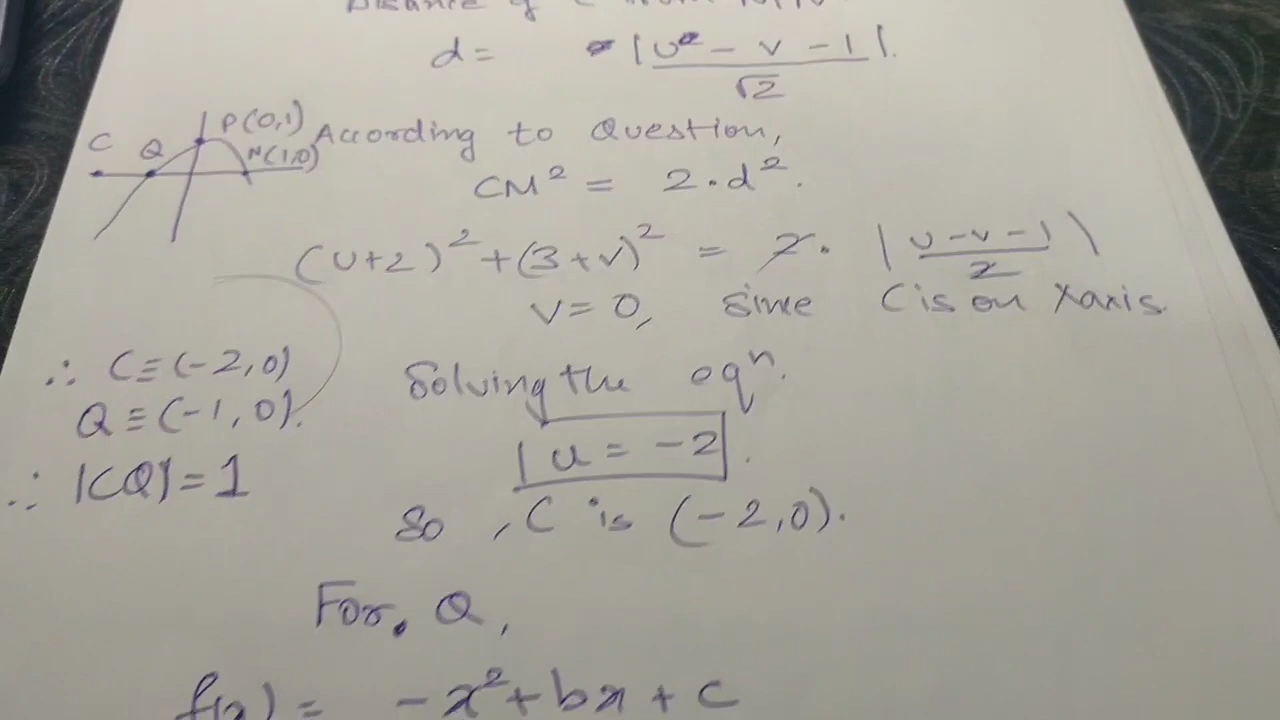 d = |u - v - 1| / √2.
P(0,1)
C Q N(1,0)
According to Question,
CM² = 2·d².
(u+2)² + (3+v)² = 2· |u-v-1| / 2
v = 0, since C is on X axis.
∴ C ≡ (-2,0)
Q ≡ (-1,0).
∴ |CQ| = 1
Solving the eqⁿ.
u = -2.
So, C is (-2,0).
For. Q,
f(x) = -x² + bx + c